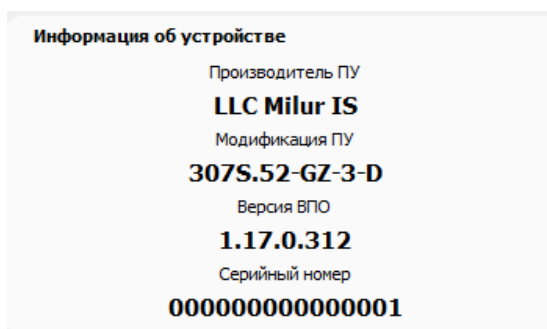 Информация об устройстве
Производитель ПУ
LLC Milur IS
Модификация ПУ
307S.52-GZ-3-D
Версия ВПО
1.17.0.312
Серийный номер
000000000000001